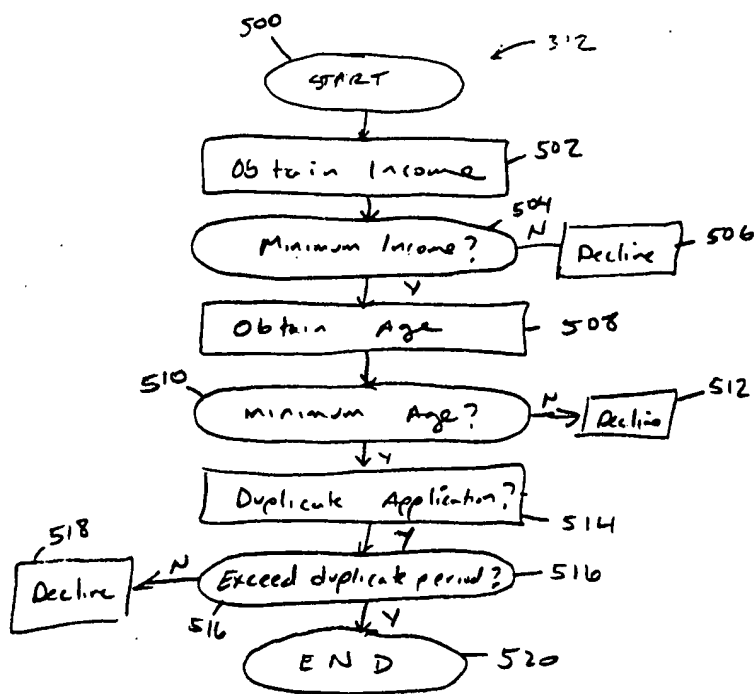 500
312
START
Obtain Income
502
504
Minimum Income?
N
Decline
506
Y
Obtain Age
508
510
Minimum Age?
N
Decline
512
Y
Duplicate Application?
514
Y
518
Decline
N
Exceed duplicate period?
516
516
Y
END
520